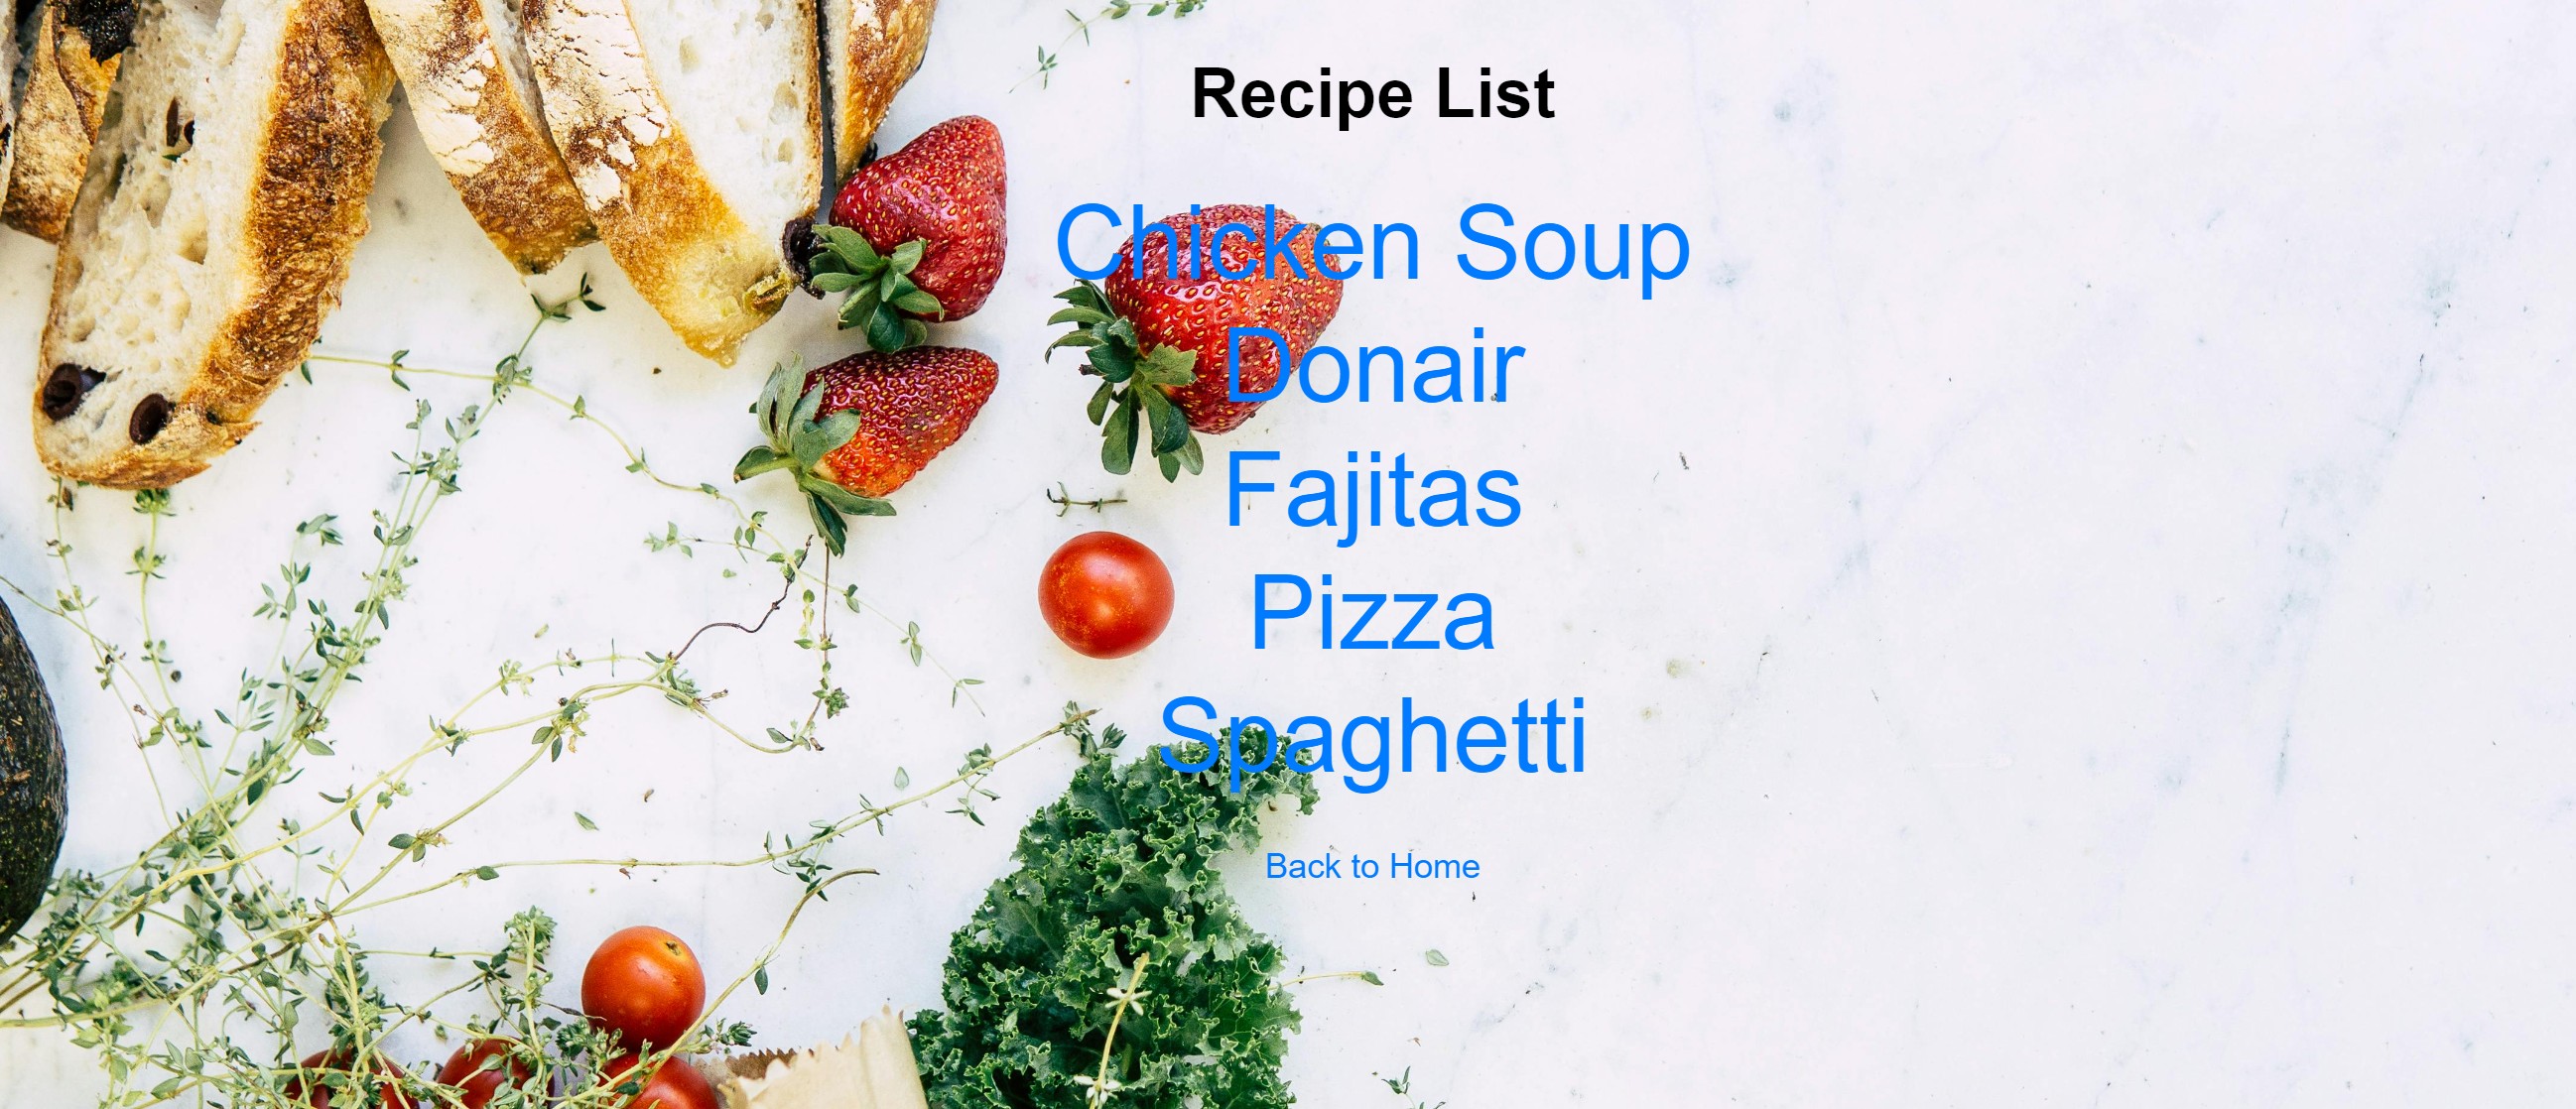 Recipe List
Chicken Soup
Donair
Fajitas
Pizza
Spaghetti
Back to Home